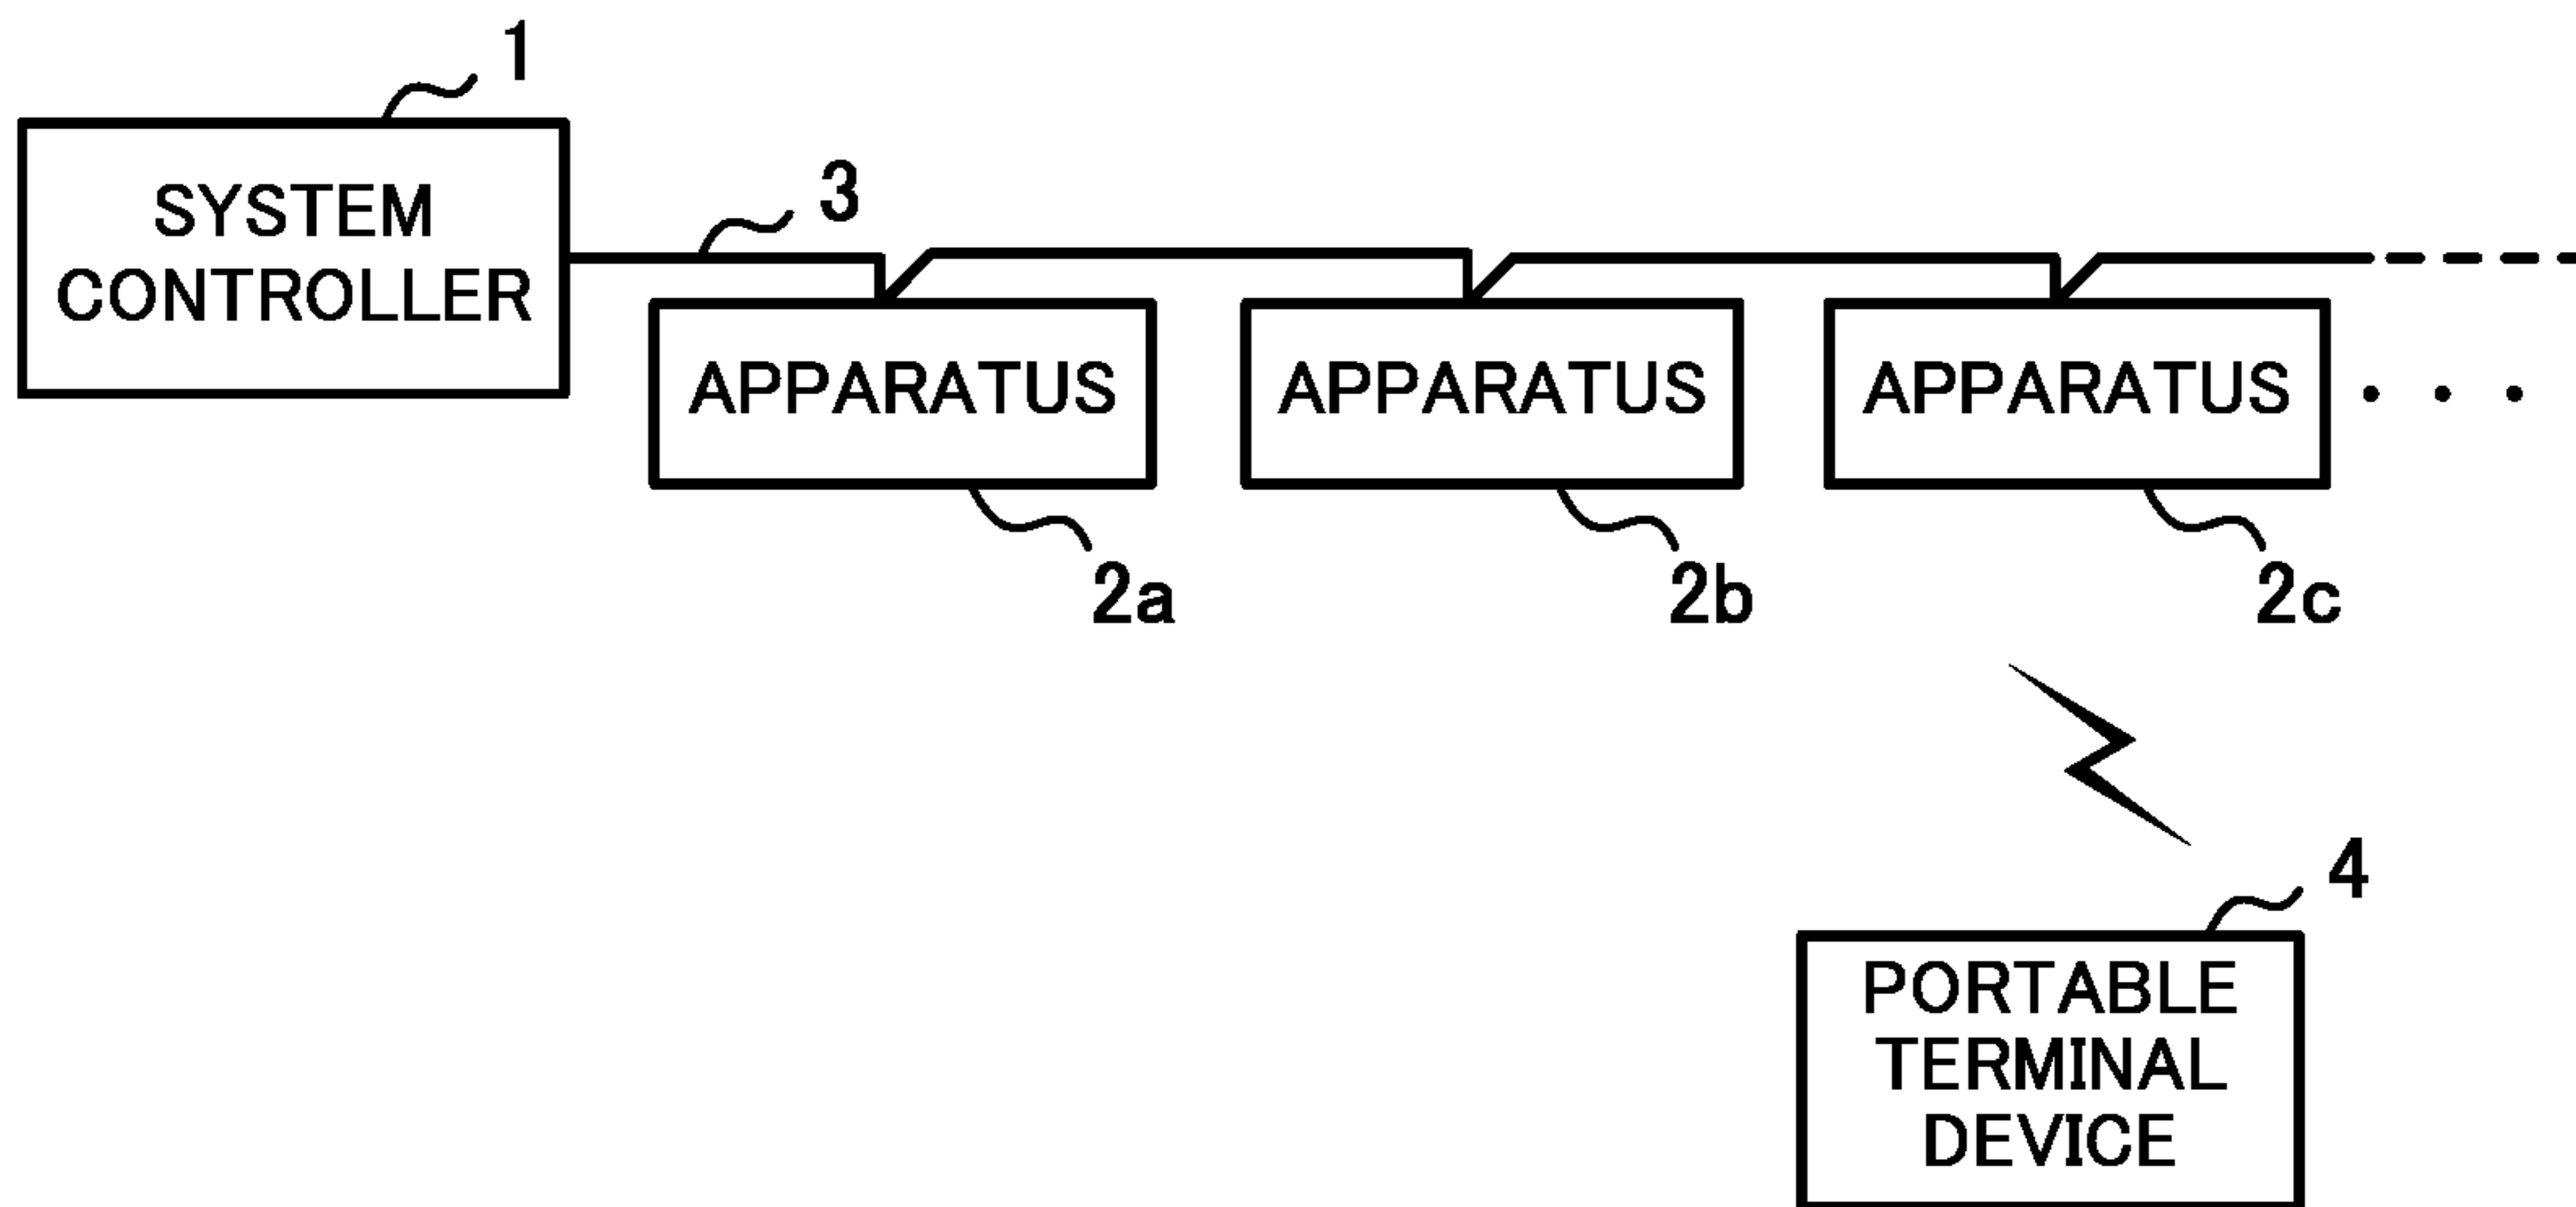 1
SYSTEM
CONTROLLER
3
APPARATUS
APPARATUS
APPARATUS
. . .
2a
2b
2c
4
PORTABLE
TERMINAL
DEVICE